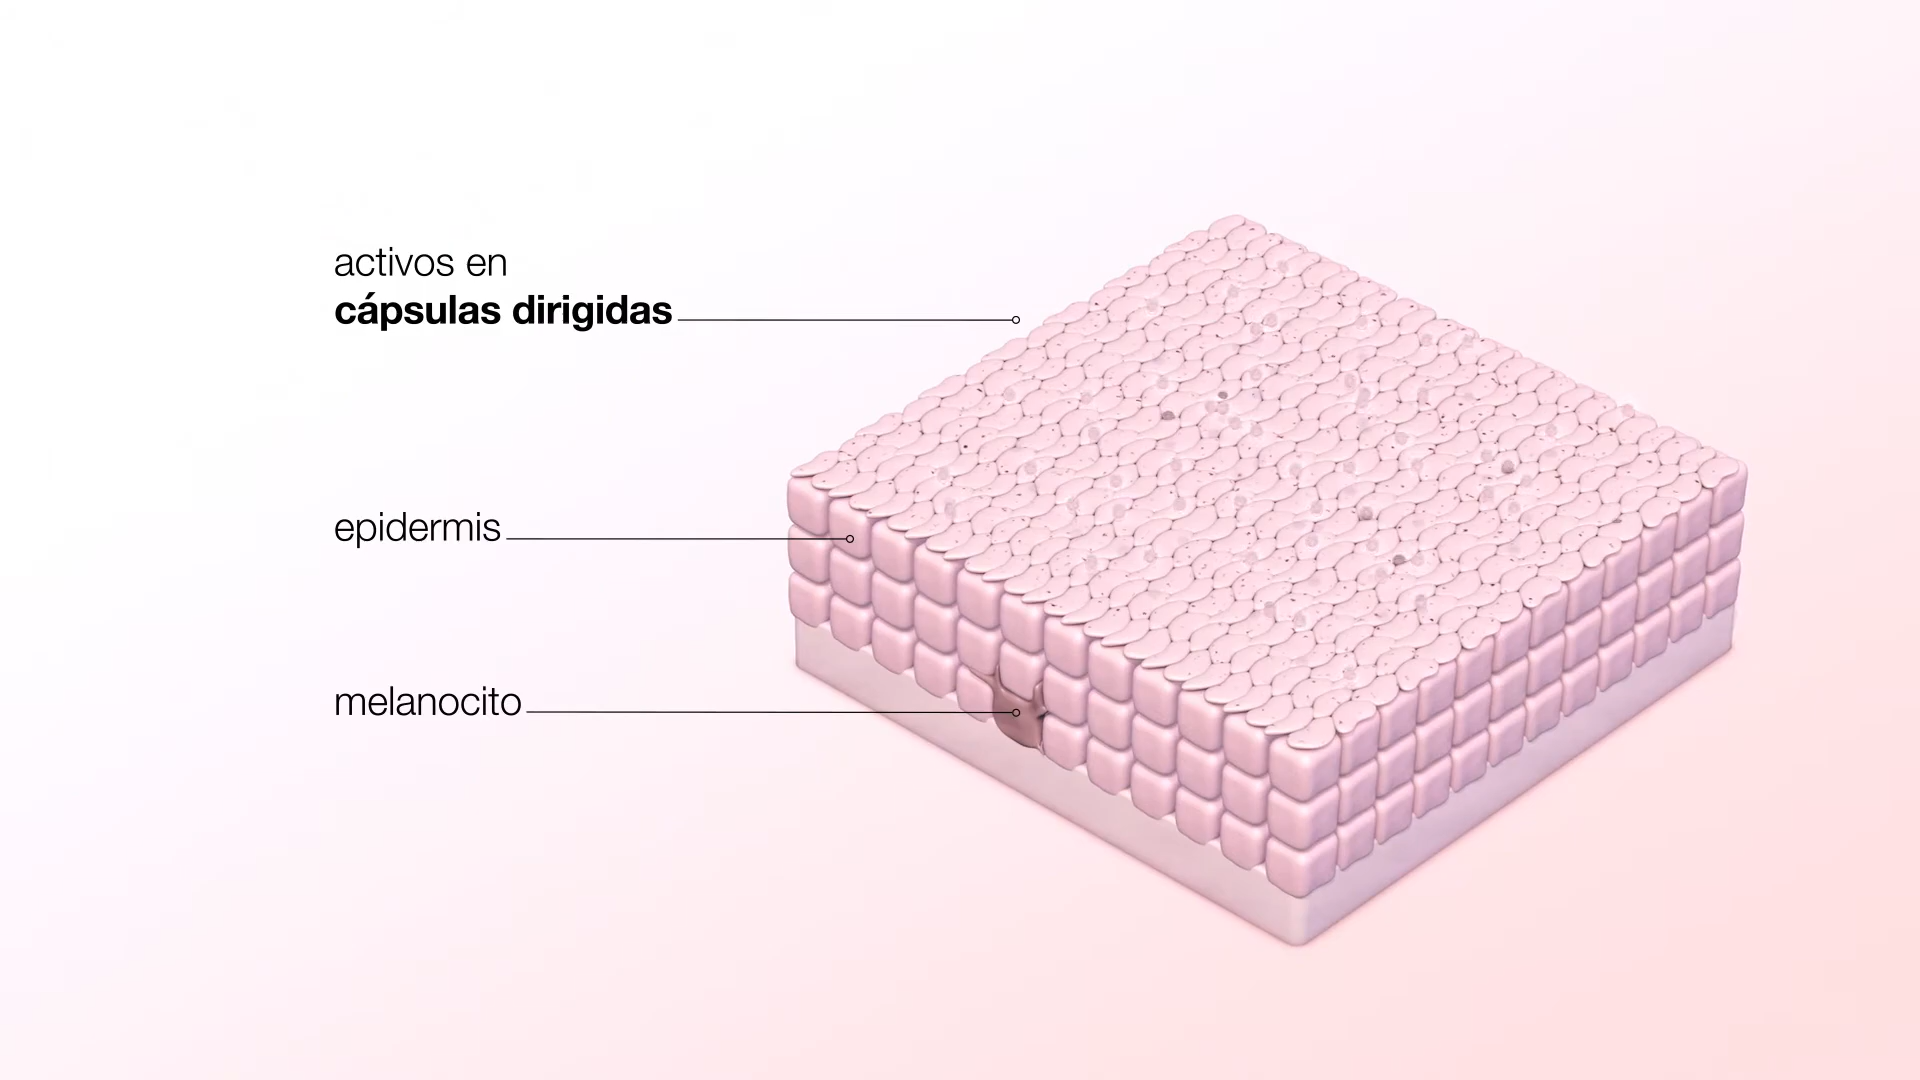 activos en
cápsulas dirigidas
epidermis
melanocito